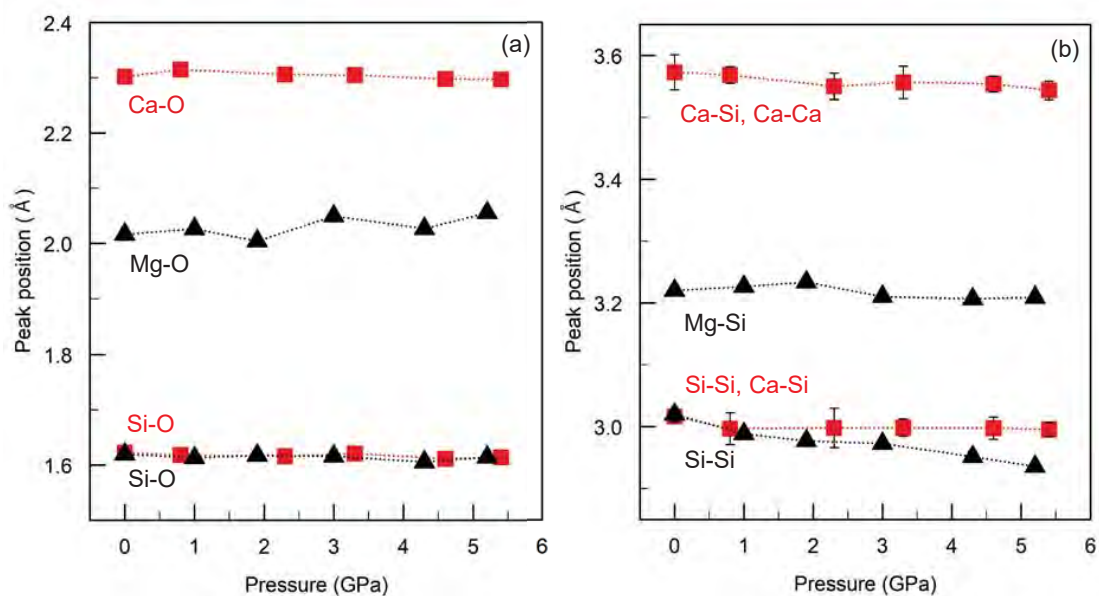 2.4
(a)
Ca-O
2.2
Peak position ( Å )
2.0
Mg-O
1.8
Si-O
1.6
Si-O
0 1 2 3 4 5 6
Pressure (GPa)
3.6
(b)
Ca-Si, Ca-Ca
3.4
Peak position ( Å )
3.2
Mg-Si
Si-Si, Ca-Si
3.0
Si-Si
0 1 2 3 4 5 6
Pressure (GPa)